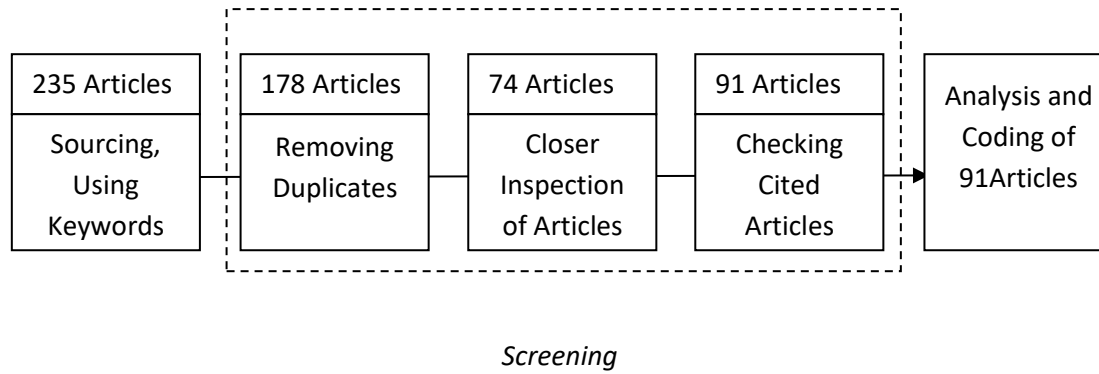 235 Articles
Sourcing,
Using
Keywords
178 Articles
Removing
Duplicates
74 Articles
Closer
Inspection
of Articles
91 Articles
Checking
Cited
Articles
Analysis and
Coding of
91Articles
Screening